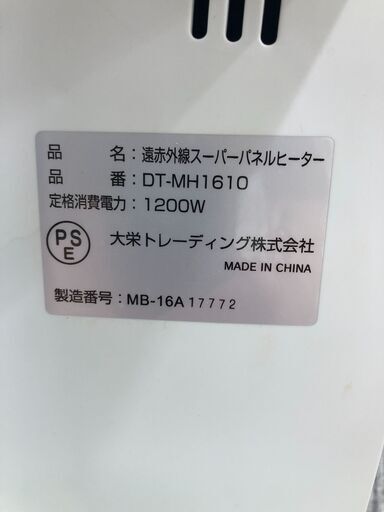 品　　名：遠赤外線スーパーパネルヒーター
品　　番：DT-MH1610
定格消費電力：1200W
PS
E
大栄トレーディング株式会社
MADE IN CHINA
製造番号：MB-16A 17772